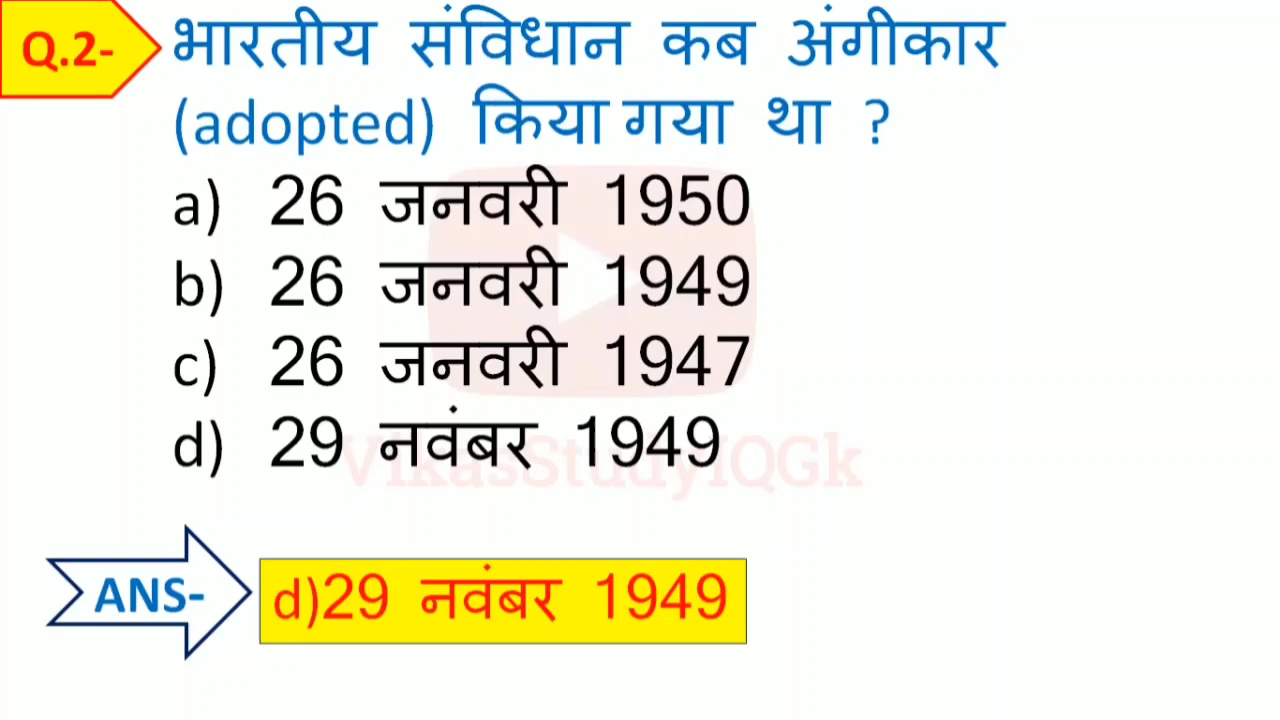 Q.2- भारतीय संविधान कब अंगीकार
(adopted) किया गया था ?
a) 26 जनवरी 1950
b) 26 जनवरी 1949
c) 26 जनवरी 1947
d) 29 नवंबर 1949
VikasStudyIQGk
ANS- d)29 नवंबर 1949